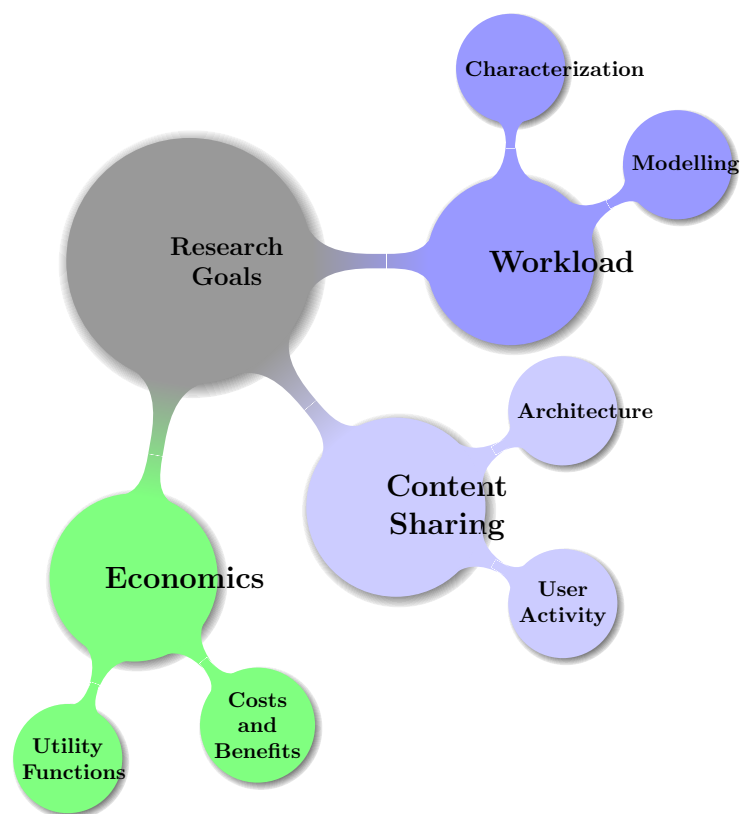 Characterization
Modelling
Research
Goals
Workload
Architecture
Content
Sharing
Economics
User
Activity
Costs
and
Benefits
Utility
Functions